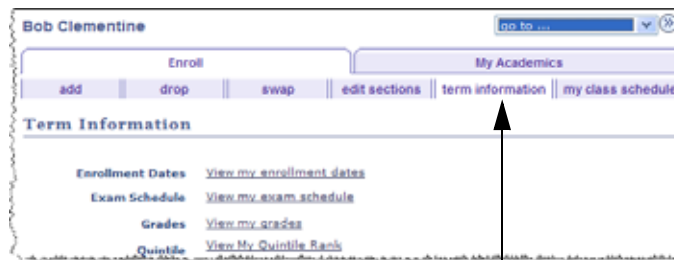 Bob Clementine go to ...
Enroll My Academics
add drop swap edit sections term information my class schedule
Term Information
Enrollment Dates View my enrollment dates
Exam Schedule View my exam schedule
Grades View my grades
Quintile View My Quintile Rank